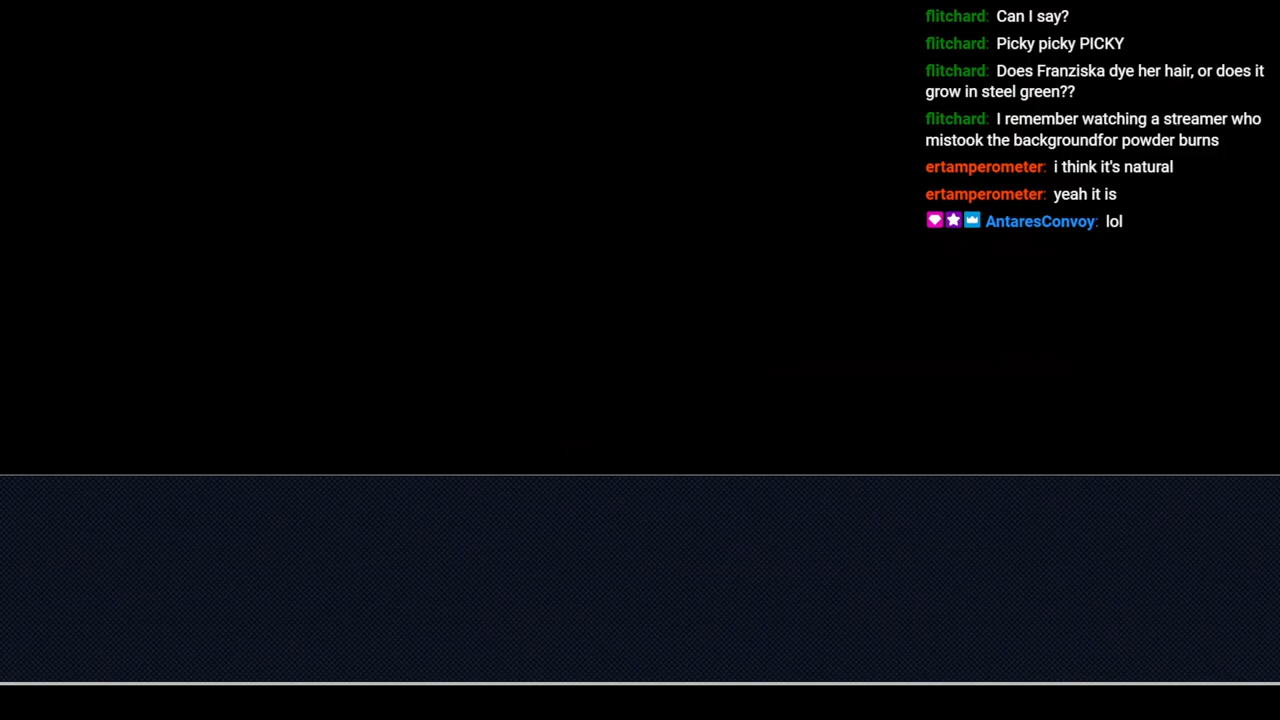 flitchard: Can I say?
flitchard: Picky picky PICKY
flitchard: Does Franziska dye her hair, or does it
grow in steel green??
flitchard: I remember watching a streamer who
mistook the backgroundfor powder burns
ertamperometer: i think it's natural
ertamperometer: yeah it is
AntaresConvoy: lol